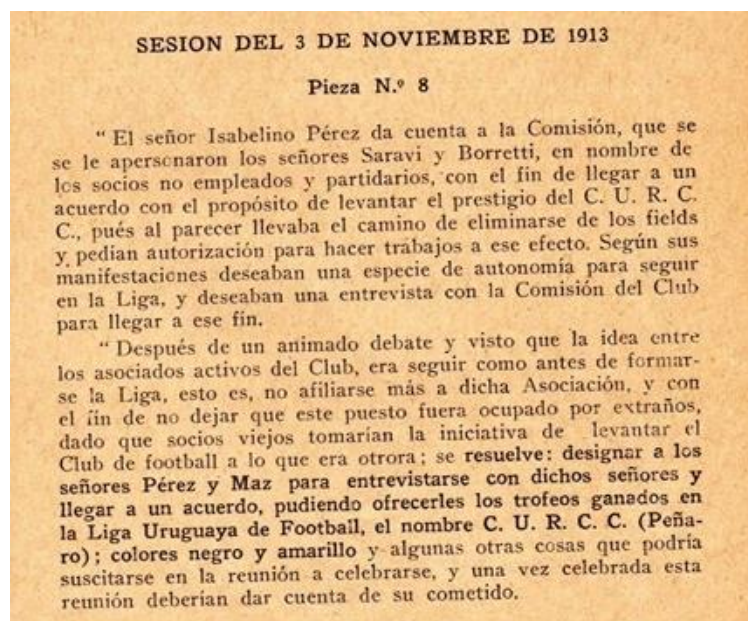 SESION DEL 3 DE NOVIEMBRE DE 1913
Pieza N.º 8
“ El señor Isabelino Pérez da cuenta a la Comisión, que se
se le apersonaron los señores Saravi y Borretti, en nombre de
los socios no empleados y partidarios, con el fin de llegar a un
acuerdo con el propósito de levantar el prestigio del C. U. R. C.
C., pués al parecer llevaba el camino de eliminarse de los fields
y pedían autorización para hacer trabajos a ese efecto. Según sus
manifestaciones deseaban una especie de autonomía para seguir
en la Liga, y deseaban una entrevista con la Comisión del Club
para llegar a ese fin.
“ Después de un animado debate y visto que la idea entre
los asociados activos del Club, era seguir como antes de formar-
se la Liga, esto es, no afiliarse más a dicha Asociación, y con
el fin de no dejar que este puesto fuera ocupado por extraños,
dado que socios viejos tomarían la iniciativa de levantar el
Club de football a lo que era otrora; se resuelve: designar a los
señores Pérez y Maz para entrevistarse con dichos señores y
llegar a un acuerdo, pudiendo ofrecerles los trofeos ganados en
la Liga Uruguaya de Football, el nombre C. U. R. C. C. (Peña-
ro); colores negro y amarillo y algunas otras cosas que podría
suscitarse en la reunión a celebrarse, y una vez celebrada esta
reunión deberían dar cuenta de su cometido.